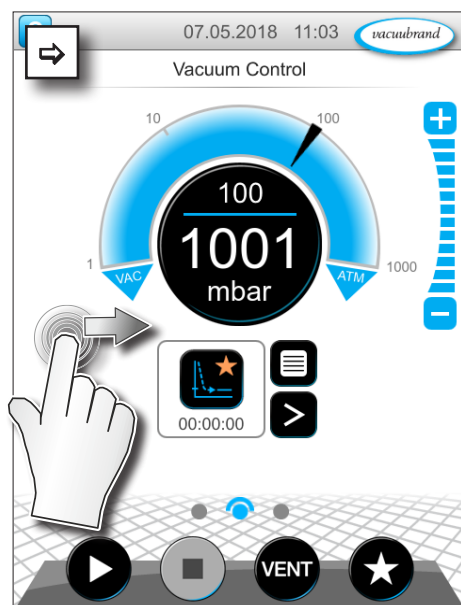 07.05.2018 11:03 vacuubrand
Vacuum Control
10
100
1
VAC
ATM
1000
100
1001
mbar
00:00:00
VENT